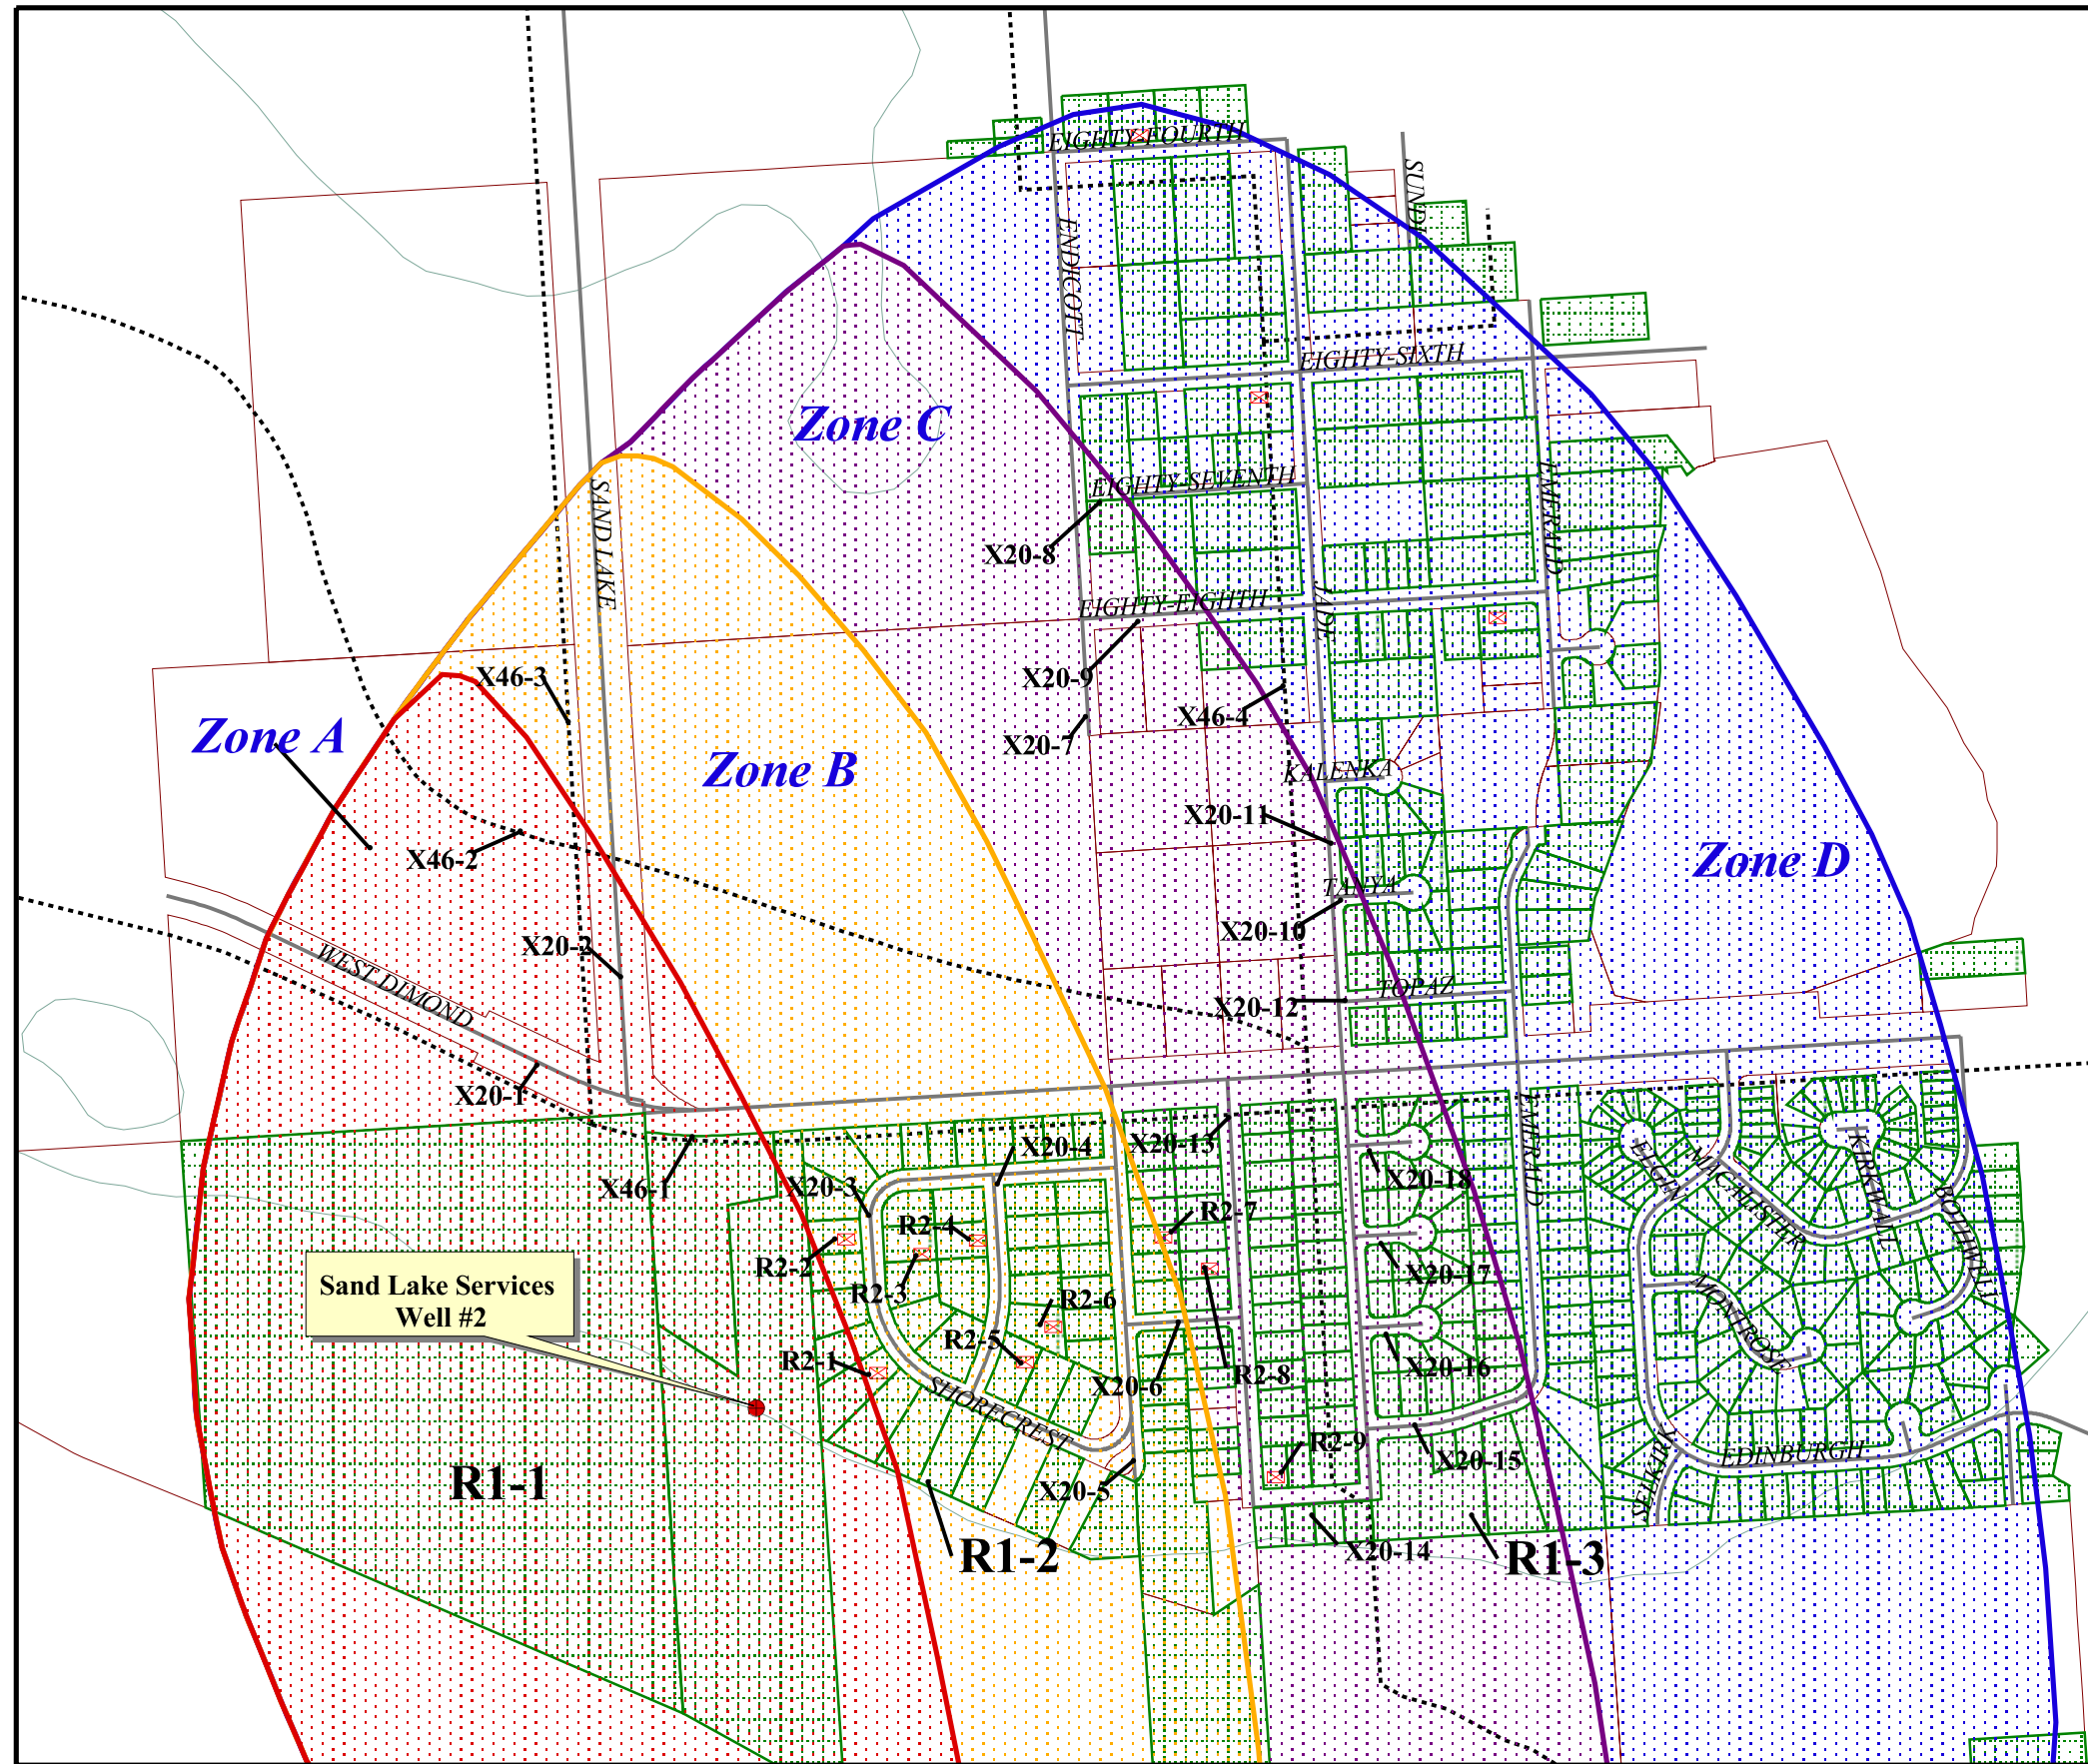 EIGHTY-FOURTH
SUNDI
ENDICOTT
EIGHTY-SIXTH
Zone C
EIGHTY-SEVENTH
EMERALD
SAND LAKE
X20-8
EIGHTY-EIGHTH
JADE
X46-3
X20-9
X46-4
Zone A
X20-7
Zone B
KALENKA
X20-11
X46-2
Zone D
TANYA
X20-10
X20-2
WEST DIMOND
TOPAZ
X20-12
X20-1
X20-13
X20-4
EMERALD
ELGIN
MACALISTER
KIRKWALL
BOTHWELL
X46-1
X20-3
X20-18
R2-7
R2-4
R2-2
R2-3
X20-17
Sand Lake Services
Well #2
R2-6
MONTROSE
R2-5
R2-1
X20-6
R2-8
X20-16
SHORECREST
R2-9
X20-15
EDINBURGH
SELKIRK
R1-1
X20-5
R1-2
X20-14
R1-3